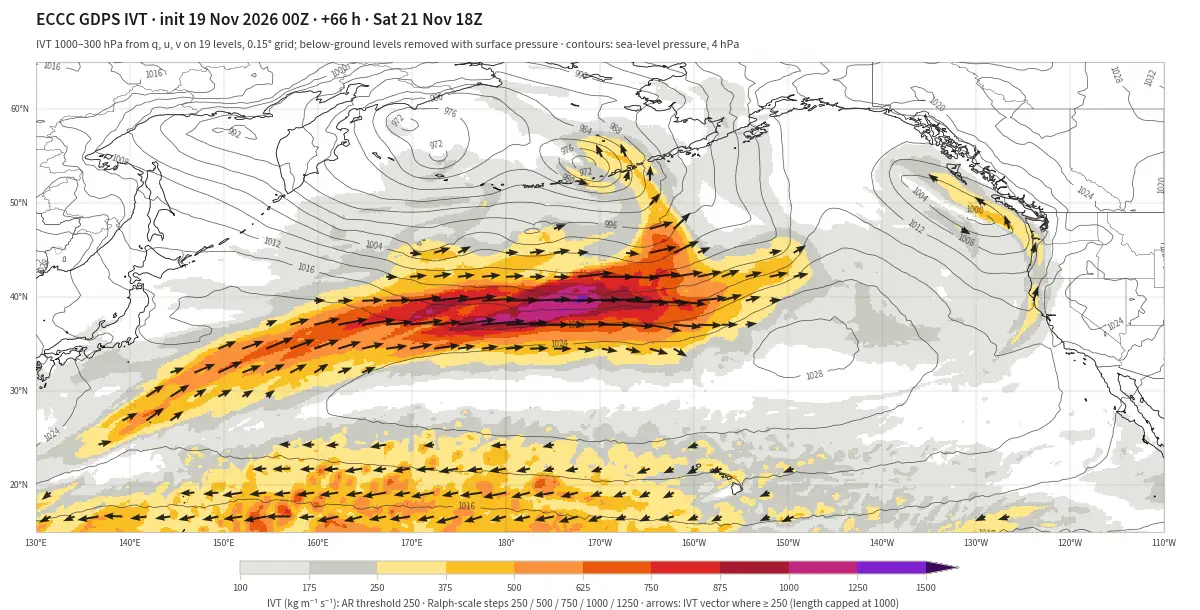 ECCC GDPS IVT · init 19 Nov 2026 00Z · +66 h · Sat 21 Nov 18Z
IVT 1000–300 hPa from q, u, v on 19 levels, 0.15° grid; below-ground levels removed with surface pressure · contours: sea-level pressure, 4 hPa
1016 1016 1000 1028 1032
60°N
996 976 1020
972 984 988
992 976
1008 972 972 1024 1020
50°N
1004 1000
996 1012
1012 1004 1008
1016
40°N
1024
1024
1028
30°N
1024
20°N
1016
130°E 140°E 150°E 160°E 170°E 180° 170°W 160°W 150°W 140°W 130°W 120°W 110°W
100 175 250 375 500 625 750 875 1000 1250 1500
IVT (kg m⁻¹ s⁻¹): AR threshold 250 · Ralph-scale steps 250 / 500 / 750 / 1000 / 1250 · arrows: IVT vector where ≥ 250 (length capped at 1000)